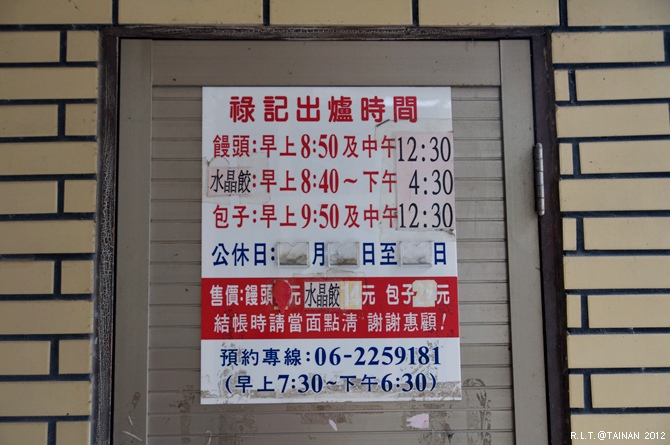 祿記出爐時間
饅頭:早上8:50及中午12:30
水晶餃:早上8:40～下午4:30
包子:早上9:50及中午12:30
公休日: 月 日至 日
售價:饅頭 元 水晶餃14元 包子 元
結帳時請當面點清 謝謝惠顧!
預約專線:06-2259181
(早上7:30~下午6:30)
R.L.T.@TAINAN 2012